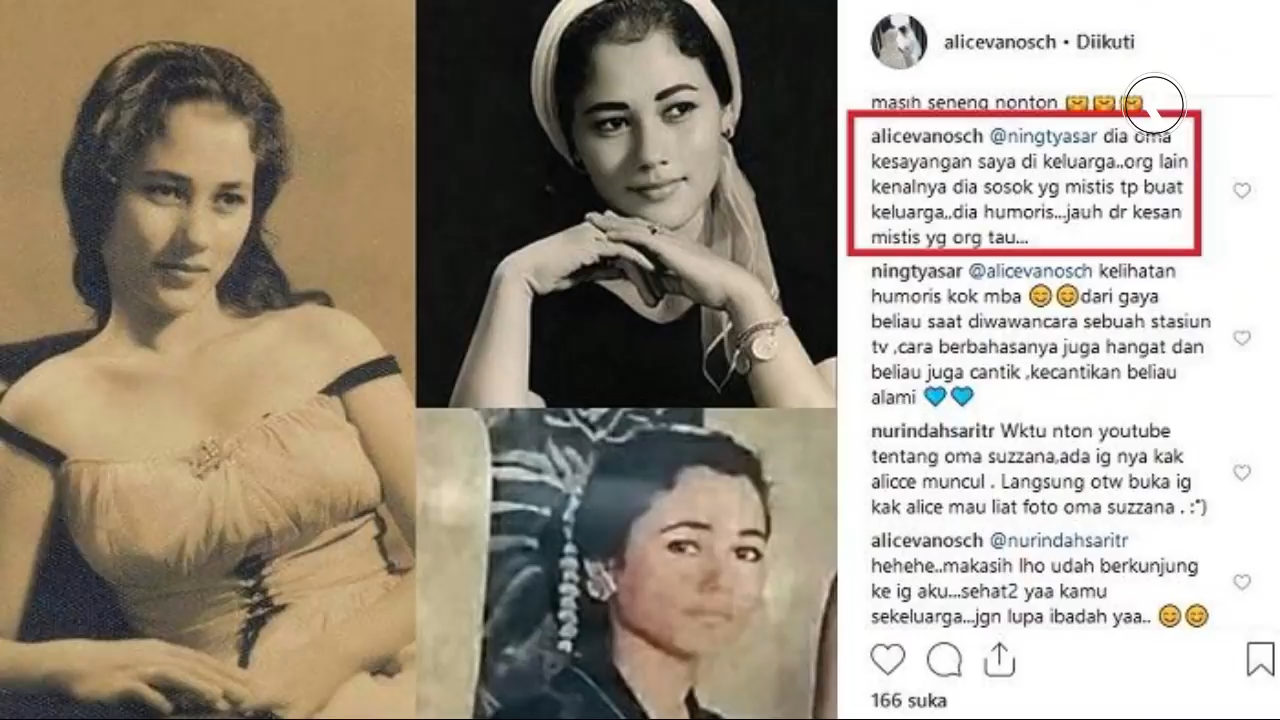 alicevanosch • Diikuti
masih seneng nonton
alicevanosch @ningtyasar dia oma
kesayangan saya di keluarga..org lain
kenalnya dia sosok yg mistis tp buat
keluarga..dia humoris...jauh dr kesan
mistis yg org tau...
ningtyasar @alicevanosch kelihatan
humoris kok mba 😊😊dari gaya
beliau saat diwawancara sebuah stasiun
tv ,cara berbahasanya juga hangat dan
beliau juga cantik ,kecantikan beliau
alami 💙💙
nurindahsaritr Wktu nton youtube
tentang oma suzzana,ada ig nya kak
alicce muncul . Langsung otw buka ig
kak alice mau liat foto oma suzzana . :")
alicevanosch @nurindahsaritr
hehehe..makasih lho udah berkunjung
ke ig aku...sehat2 yaa kamu
sekeluarga...jgn lupa ibadah yaa.. 😊😊
166 suka